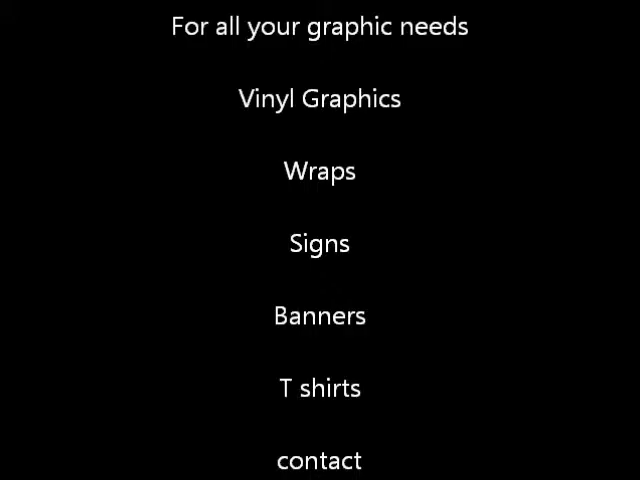 For all your graphic needs
Vinyl Graphics
Wraps
Signs
Banners
T shirts
contact